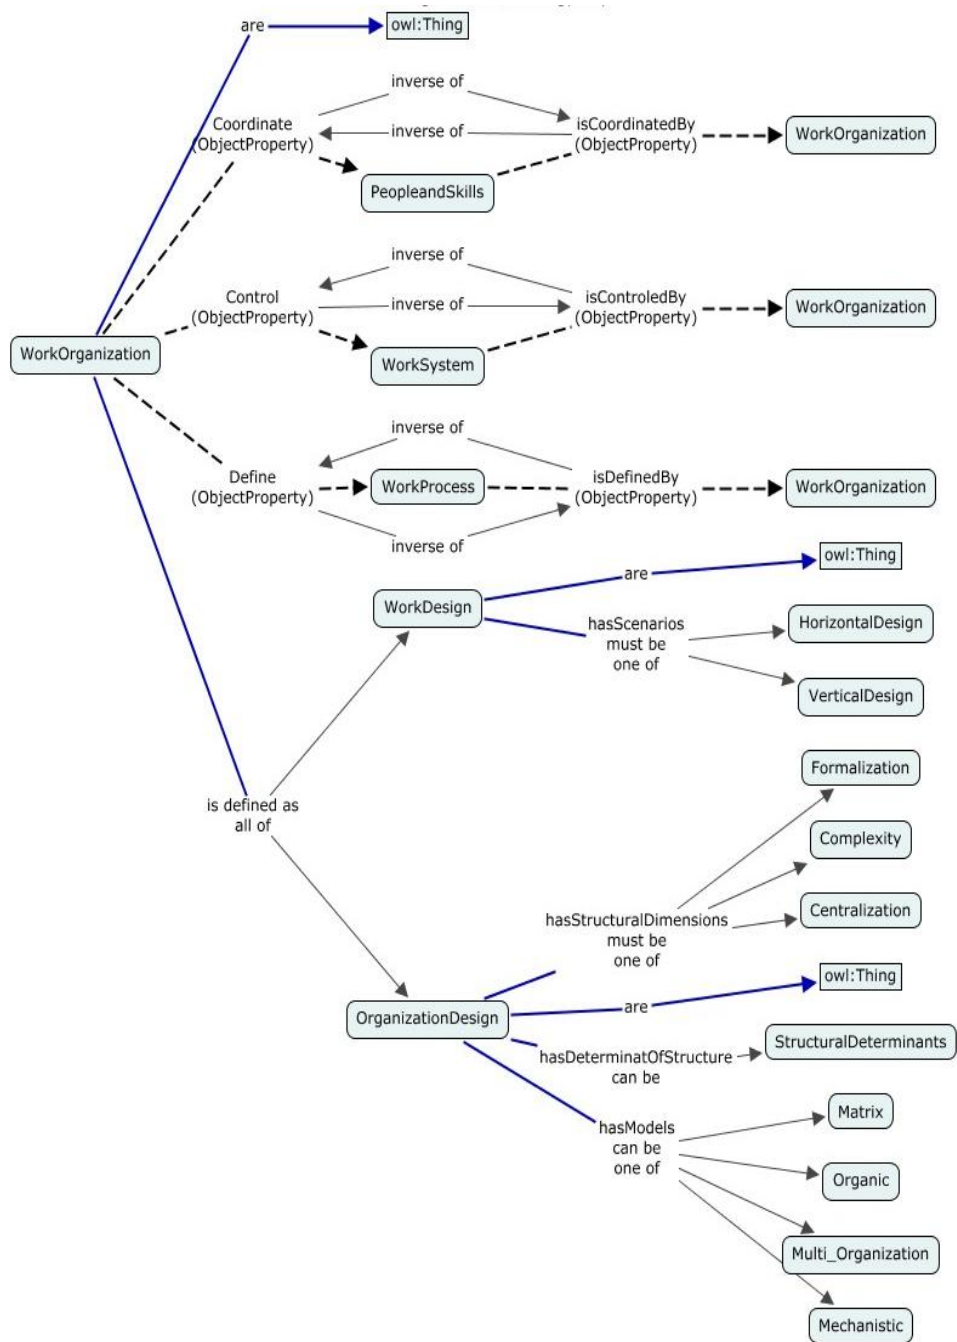 are
owl:Thing
inverse of
Coordinate
(ObjectProperty)
inverse of
isCoordinatedBy
(ObjectProperty)
WorkOrganization
PeopleandSkills
inverse of
Control
(ObjectProperty)
inverse of
isControledBy
(ObjectProperty)
WorkOrganization
WorkOrganization
WorkSystem
inverse of
Define
(ObjectProperty)
WorkProcess
isDefinedBy
(ObjectProperty)
WorkOrganization
inverse of
WorkDesign
are
owl:Thing
hasScenarios
must be
one of
HorizontalDesign
VerticalDesign
is defined as
all of
Formalization
Complexity
Centralization
hasStructuralDimensions
must be
one of
owl:Thing
are
OrganizationDesign
hasDeterminatOfStructure
can be
StructuralDeterminants
hasModels
can be
one of
Matrix
Organic
Multi_Organization
Mechanistic